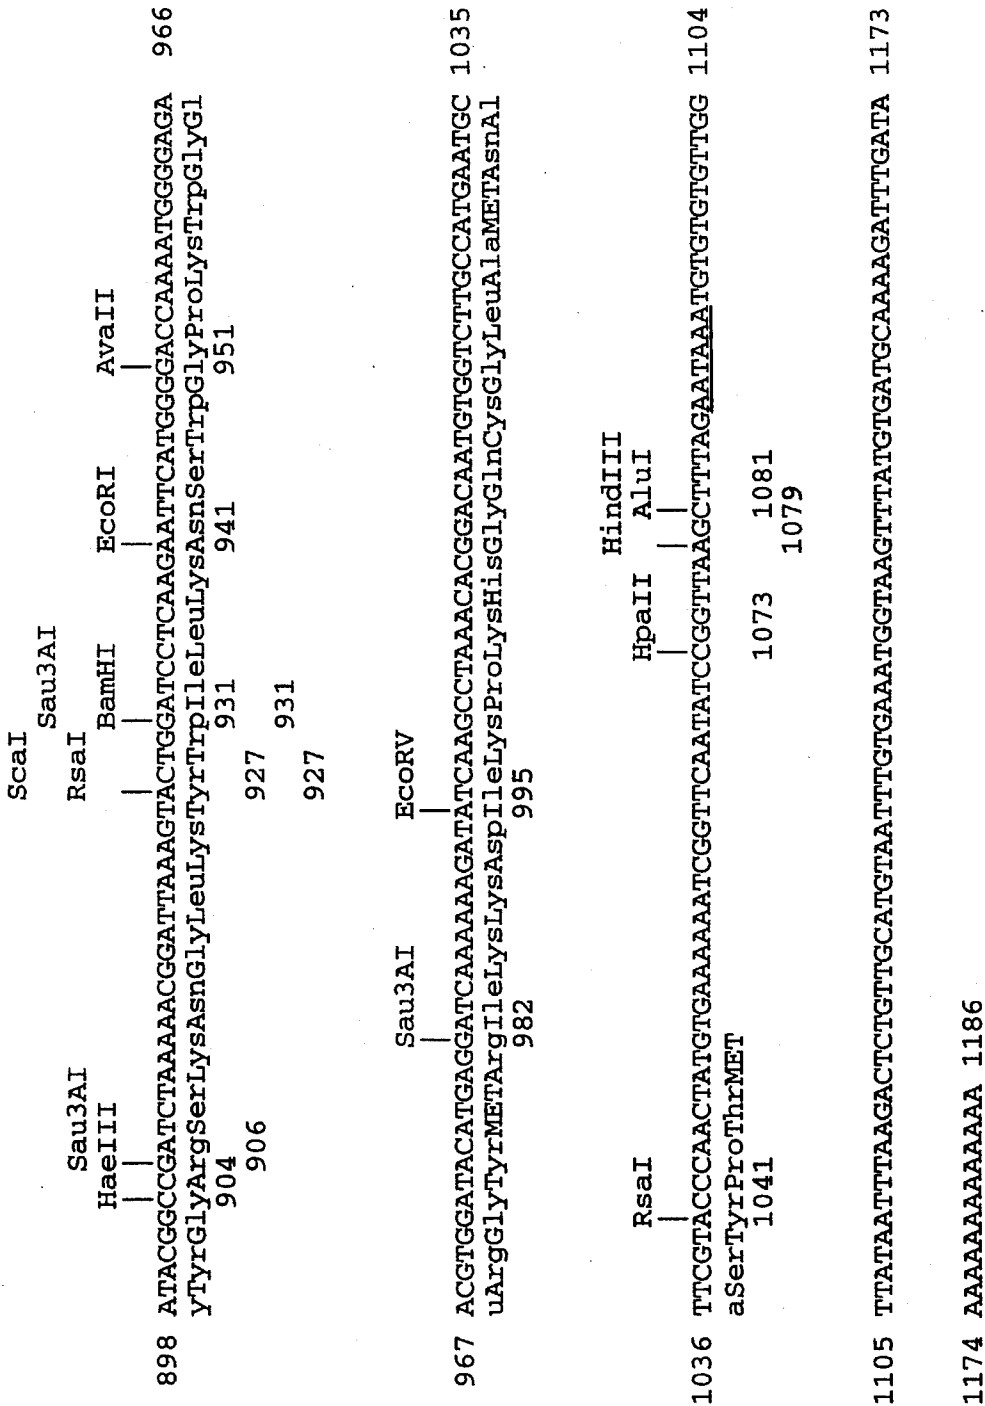 ScaI
Sau3AI
Sau3AI RsaI
HaeIII BamHI EcoRI AvaII
898 ATACGGCCGATCTAAAAACGGATTAAAGTACTGGATCCTCAAGAATTCATGGGGACCAAAATGGGGAGA 966
yTyrGlyArgSerLysAsnGlyLeuLysTyrTrpIleLeuLysAsnSerTrpGlyProLysTrpGlyGl
904 931 941 951
906 927 931
927
Sau3AI EcoRV
967 ACGTGGATACATGAGGATCAAAAAAGATATCAAGCCTAAACACGGACAATGTGGTCTTGCCATGAATGC 1035
uArgGlyTyrMETArgIleLysLysAspIleLysProLysHisGlyGlnCysGlyLeuAlaMETAsnAl
982 995
HindIII
RsaI HpaII AluI
1036 TTCGTACCCAACTATGTGAAAAAATCGGTTCAATATCCGGTTAAGCTTTAGAATAAATGTGTGTGTTGG 1104
aSerTyrProThrMET
1041 1073 1081
1079
1105 TTATAATTTAAGACTCTGTTGCATGTAATTTGTGAAATGGTAAGTTTATGTGATGCAAAAGATTTGATA 1173
1174 AAAAAAAAAAAAA 1186